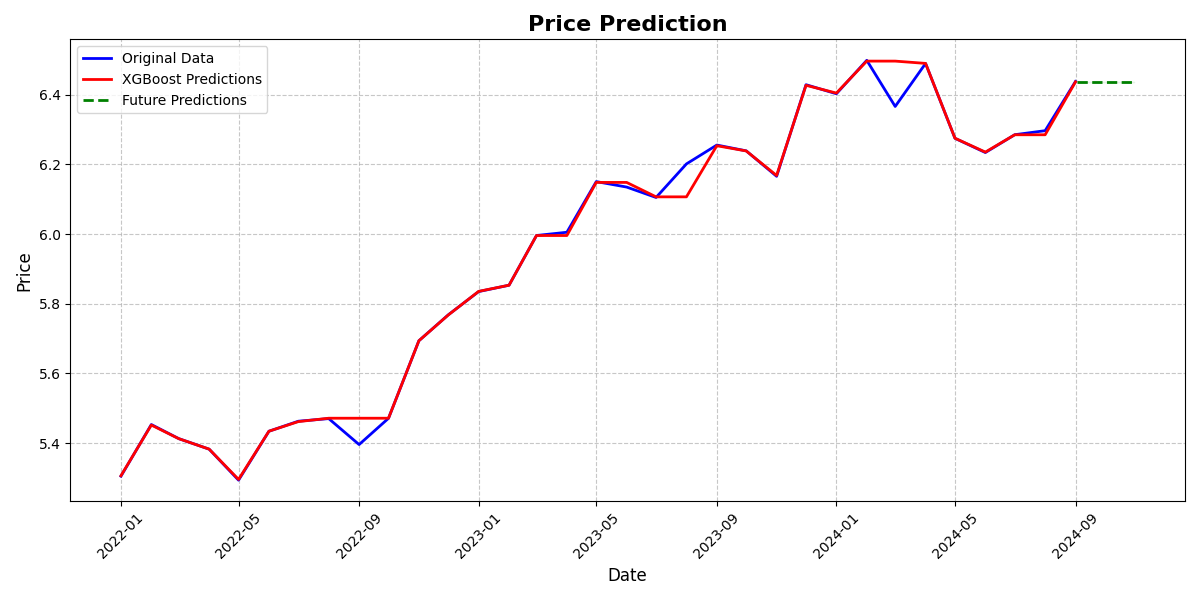 Price Prediction
Original Data
XGBoost Predictions
Future Predictions
Price
6.4
6.2
6.0
5.8
5.6
5.4
2022-01
2022-05
2022-09
2023-01
2023-05
2023-09
2024-01
2024-05
2024-09
Date